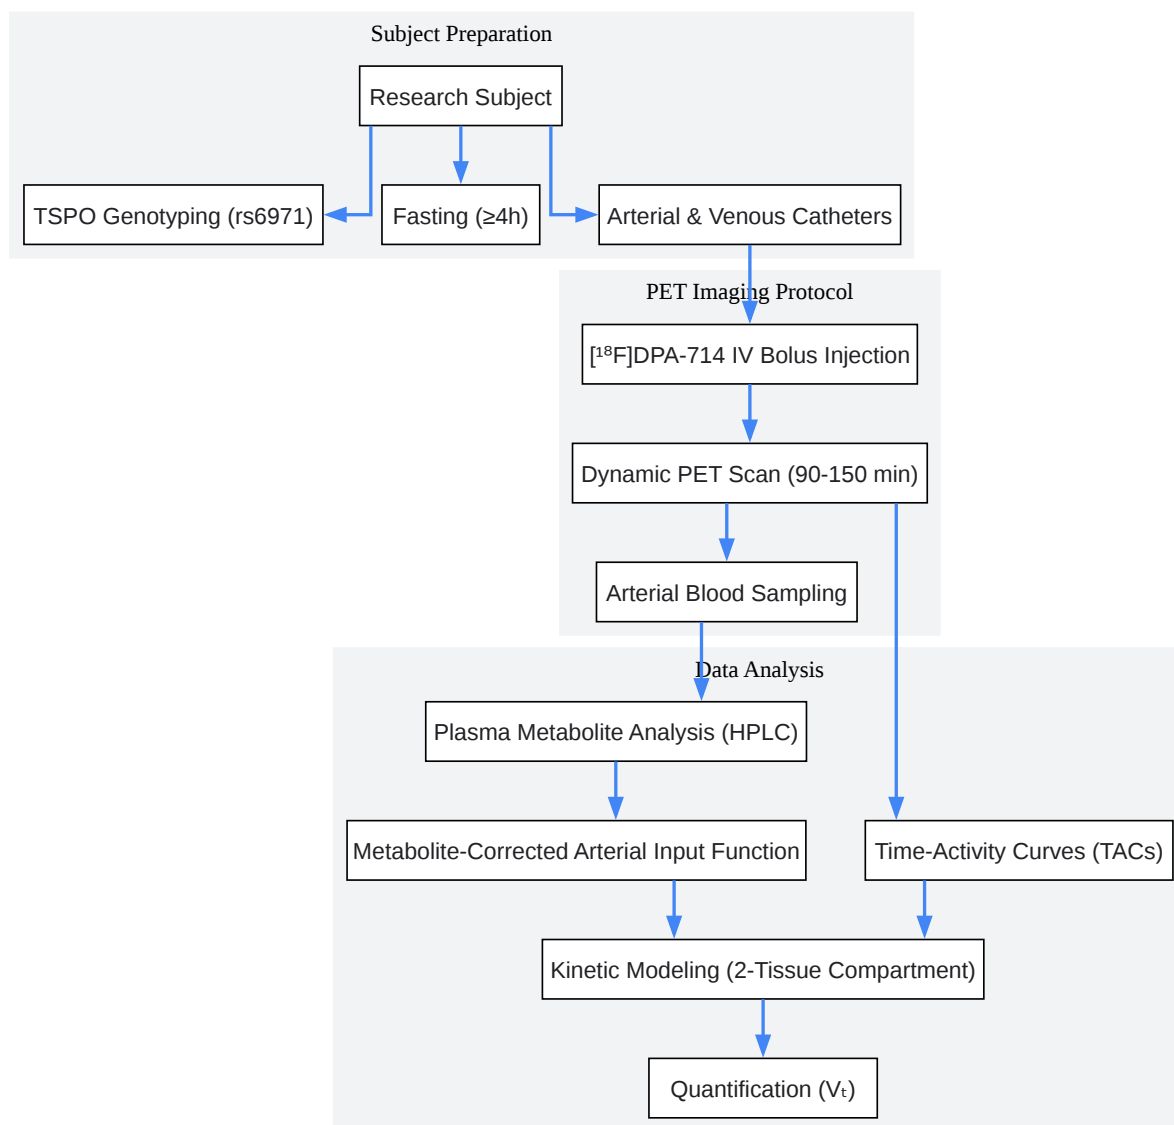 Subject Preparation
Research Subject
TSPO Genotyping (rs6971)
Fasting (≥4h)
Arterial & Venous Catheters
PET Imaging Protocol
[¹⁸F]DPA-714 IV Bolus Injection
Dynamic PET Scan (90-150 min)
Arterial Blood Sampling
Data Analysis
Plasma Metabolite Analysis (HPLC)
Metabolite-Corrected Arterial Input Function
Time-Activity Curves (TACs)
Kinetic Modeling (2-Tissue Compartment)
Quantification (Vₜ)